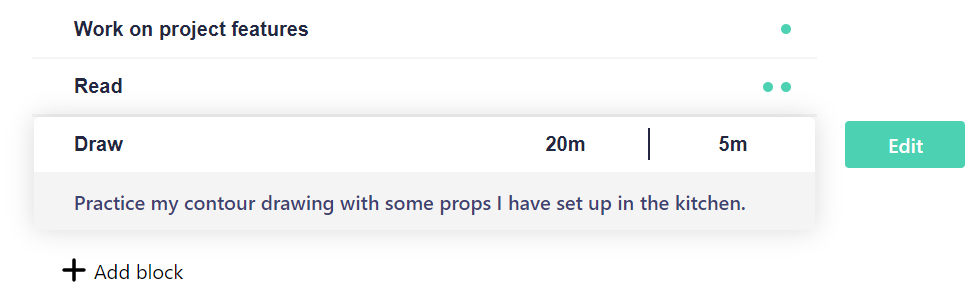 Work on project features
Read
Draw 20m 5m
Edit
Practice my contour drawing with some props I have set up in the kitchen.
Add block